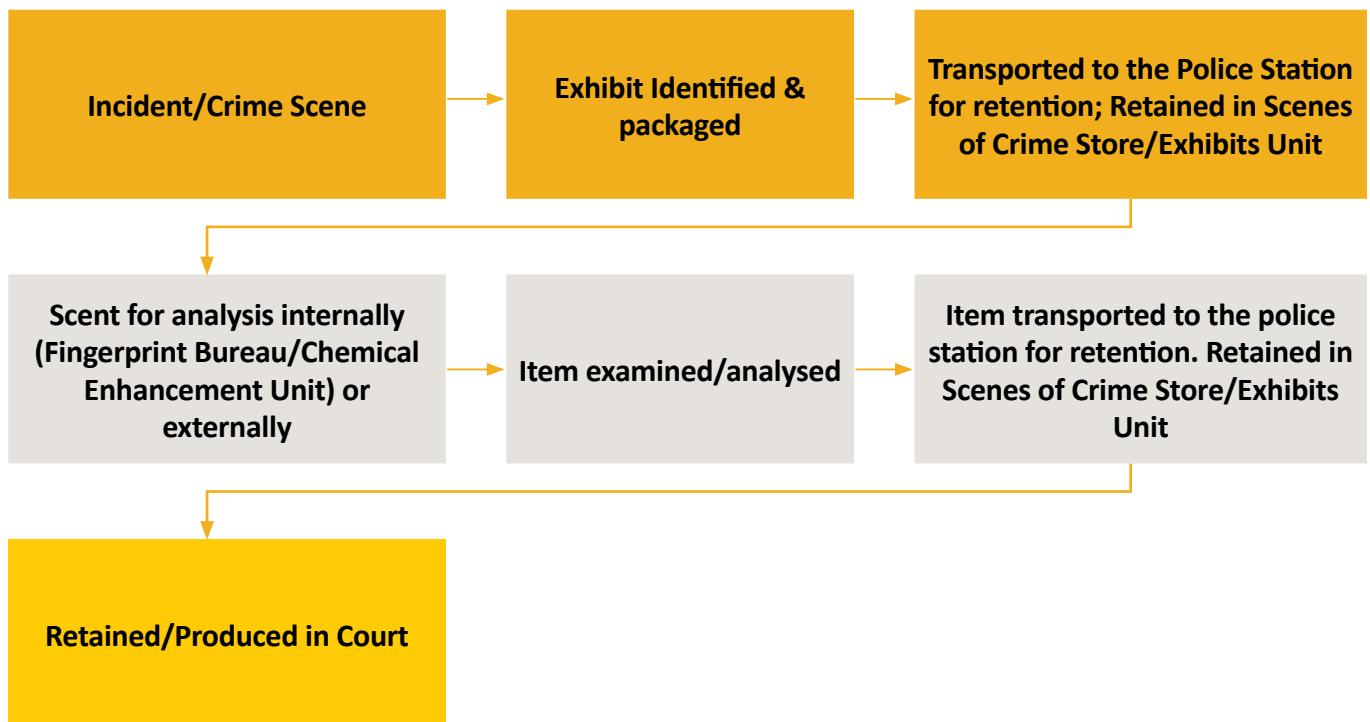 Incident/Crime Scene
Exhibit Identified &
packaged
Transported to the Police Station
for retention; Retained in Scenes
of Crime Store/Exhibits Unit
Scent for analysis internally
(Fingerprint Bureau/Chemical
Enhancement Unit) or
externally
Item examined/analysed
Item transported to the police
station for retention. Retained in
Scenes of Crime Store/Exhibits
Unit
Retained/Produced in Court